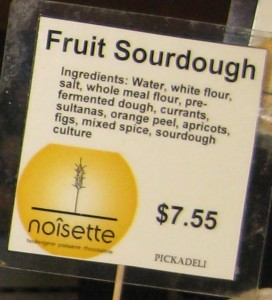 Fruit Sourdough
Ingredients: Water, white flour,
salt, whole meal flour, pre-
fermented dough, currants,
sultanas, orange peel, apricots,
figs, mixed spice, sourdough
culture
noîsette
$7.55
PICKADELI